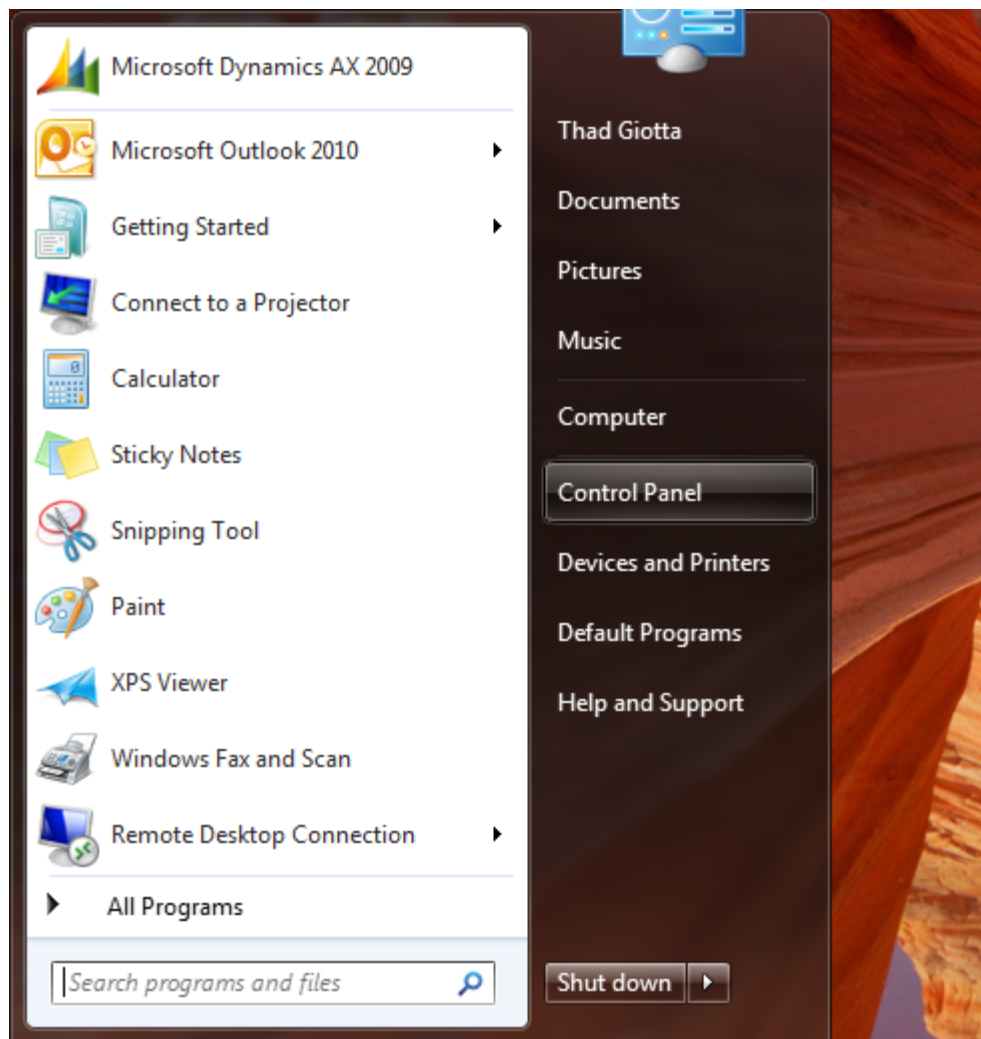 Microsoft Dynamics AX 2009
Microsoft Outlook 2010
Getting Started
Connect to a Projector
Calculator
Sticky Notes
Snipping Tool
Paint
XPS Viewer
Windows Fax and Scan
Remote Desktop Connection
All Programs
Search programs and files
Thad Giotta
Documents
Pictures
Music
Computer
Control Panel
Devices and Printers
Default Programs
Help and Support
Shut down